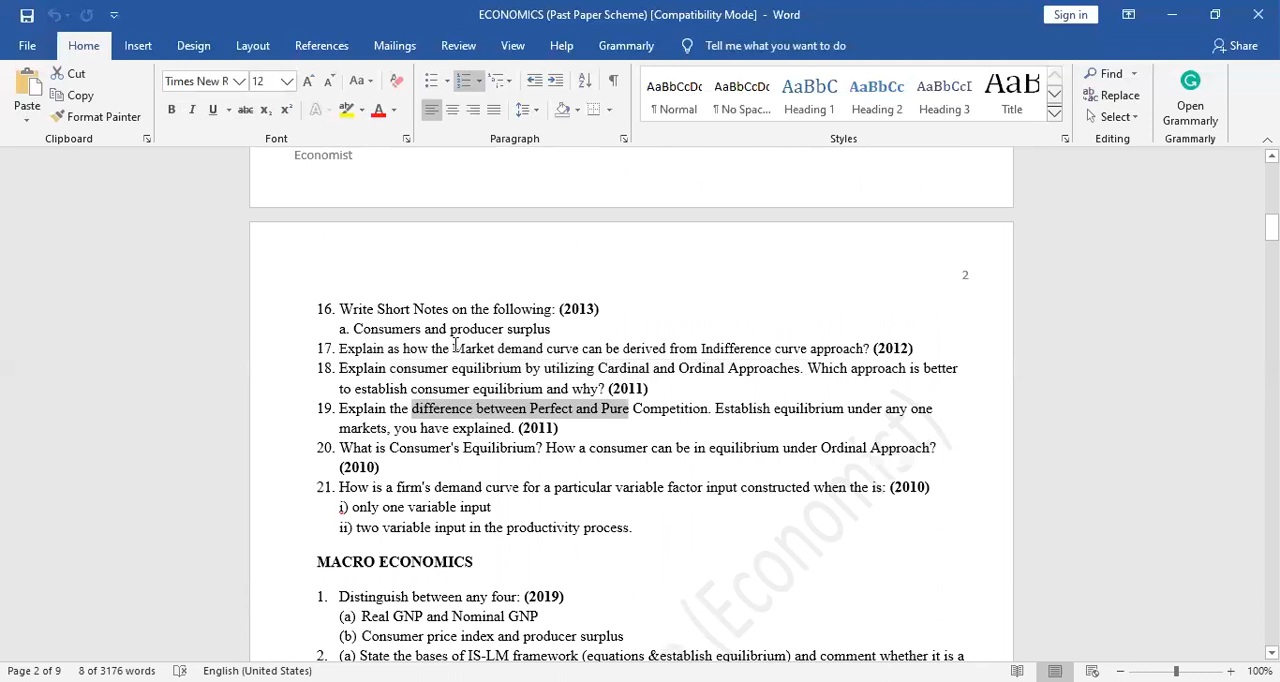 ECONOMICS (Past Paper Scheme) [Compatibility Mode] - Word
Sign in
File Home Insert Design Layout References Mailings Review View Help Grammarly Tell me what you want to do Share
Paste
Cut
Copy
Format Painter
Clipboard
Times New R 12
Font
Paragraph
AaBbCcDc AaBbCcDc AaBbC AaBbCc AaBbCcI AaB
¶ Normal ¶ No Spac... Heading 1 Heading 2 Heading 3 Title
Styles
Find
Replace
Select
Editing
Open Grammarly
Grammarly
Economist
2
16. Write Short Notes on the following: (2013)
a. Consumers and producer surplus
17. Explain as how the Market demand curve can be derived from Indifference curve approach? (2012)
18. Explain consumer equilibrium by utilizing Cardinal and Ordinal Approaches. Which approach is better
to establish consumer equilibrium and why? (2011)
19. Explain the difference between Perfect and Pure Competition. Establish equilibrium under any one
markets, you have explained. (2011)
20. What is Consumer's Equilibrium? How a consumer can be in equilibrium under Ordinal Approach?
(2010)
21. How is a firm's demand curve for a particular variable factor input constructed when the is: (2010)
i) only one variable input
ii) two variable input in the productivity process.
MACRO ECONOMICS
1. Distinguish between any four: (2019)
(a) Real GNP and Nominal GNP
(b) Consumer price index and producer surplus
2. (a) State the bases of IS-LM framework (equations &establish equilibrium) and comment whether it is a
(Economist)
Page 2 of 9 8 of 3176 words English (United States) 100%